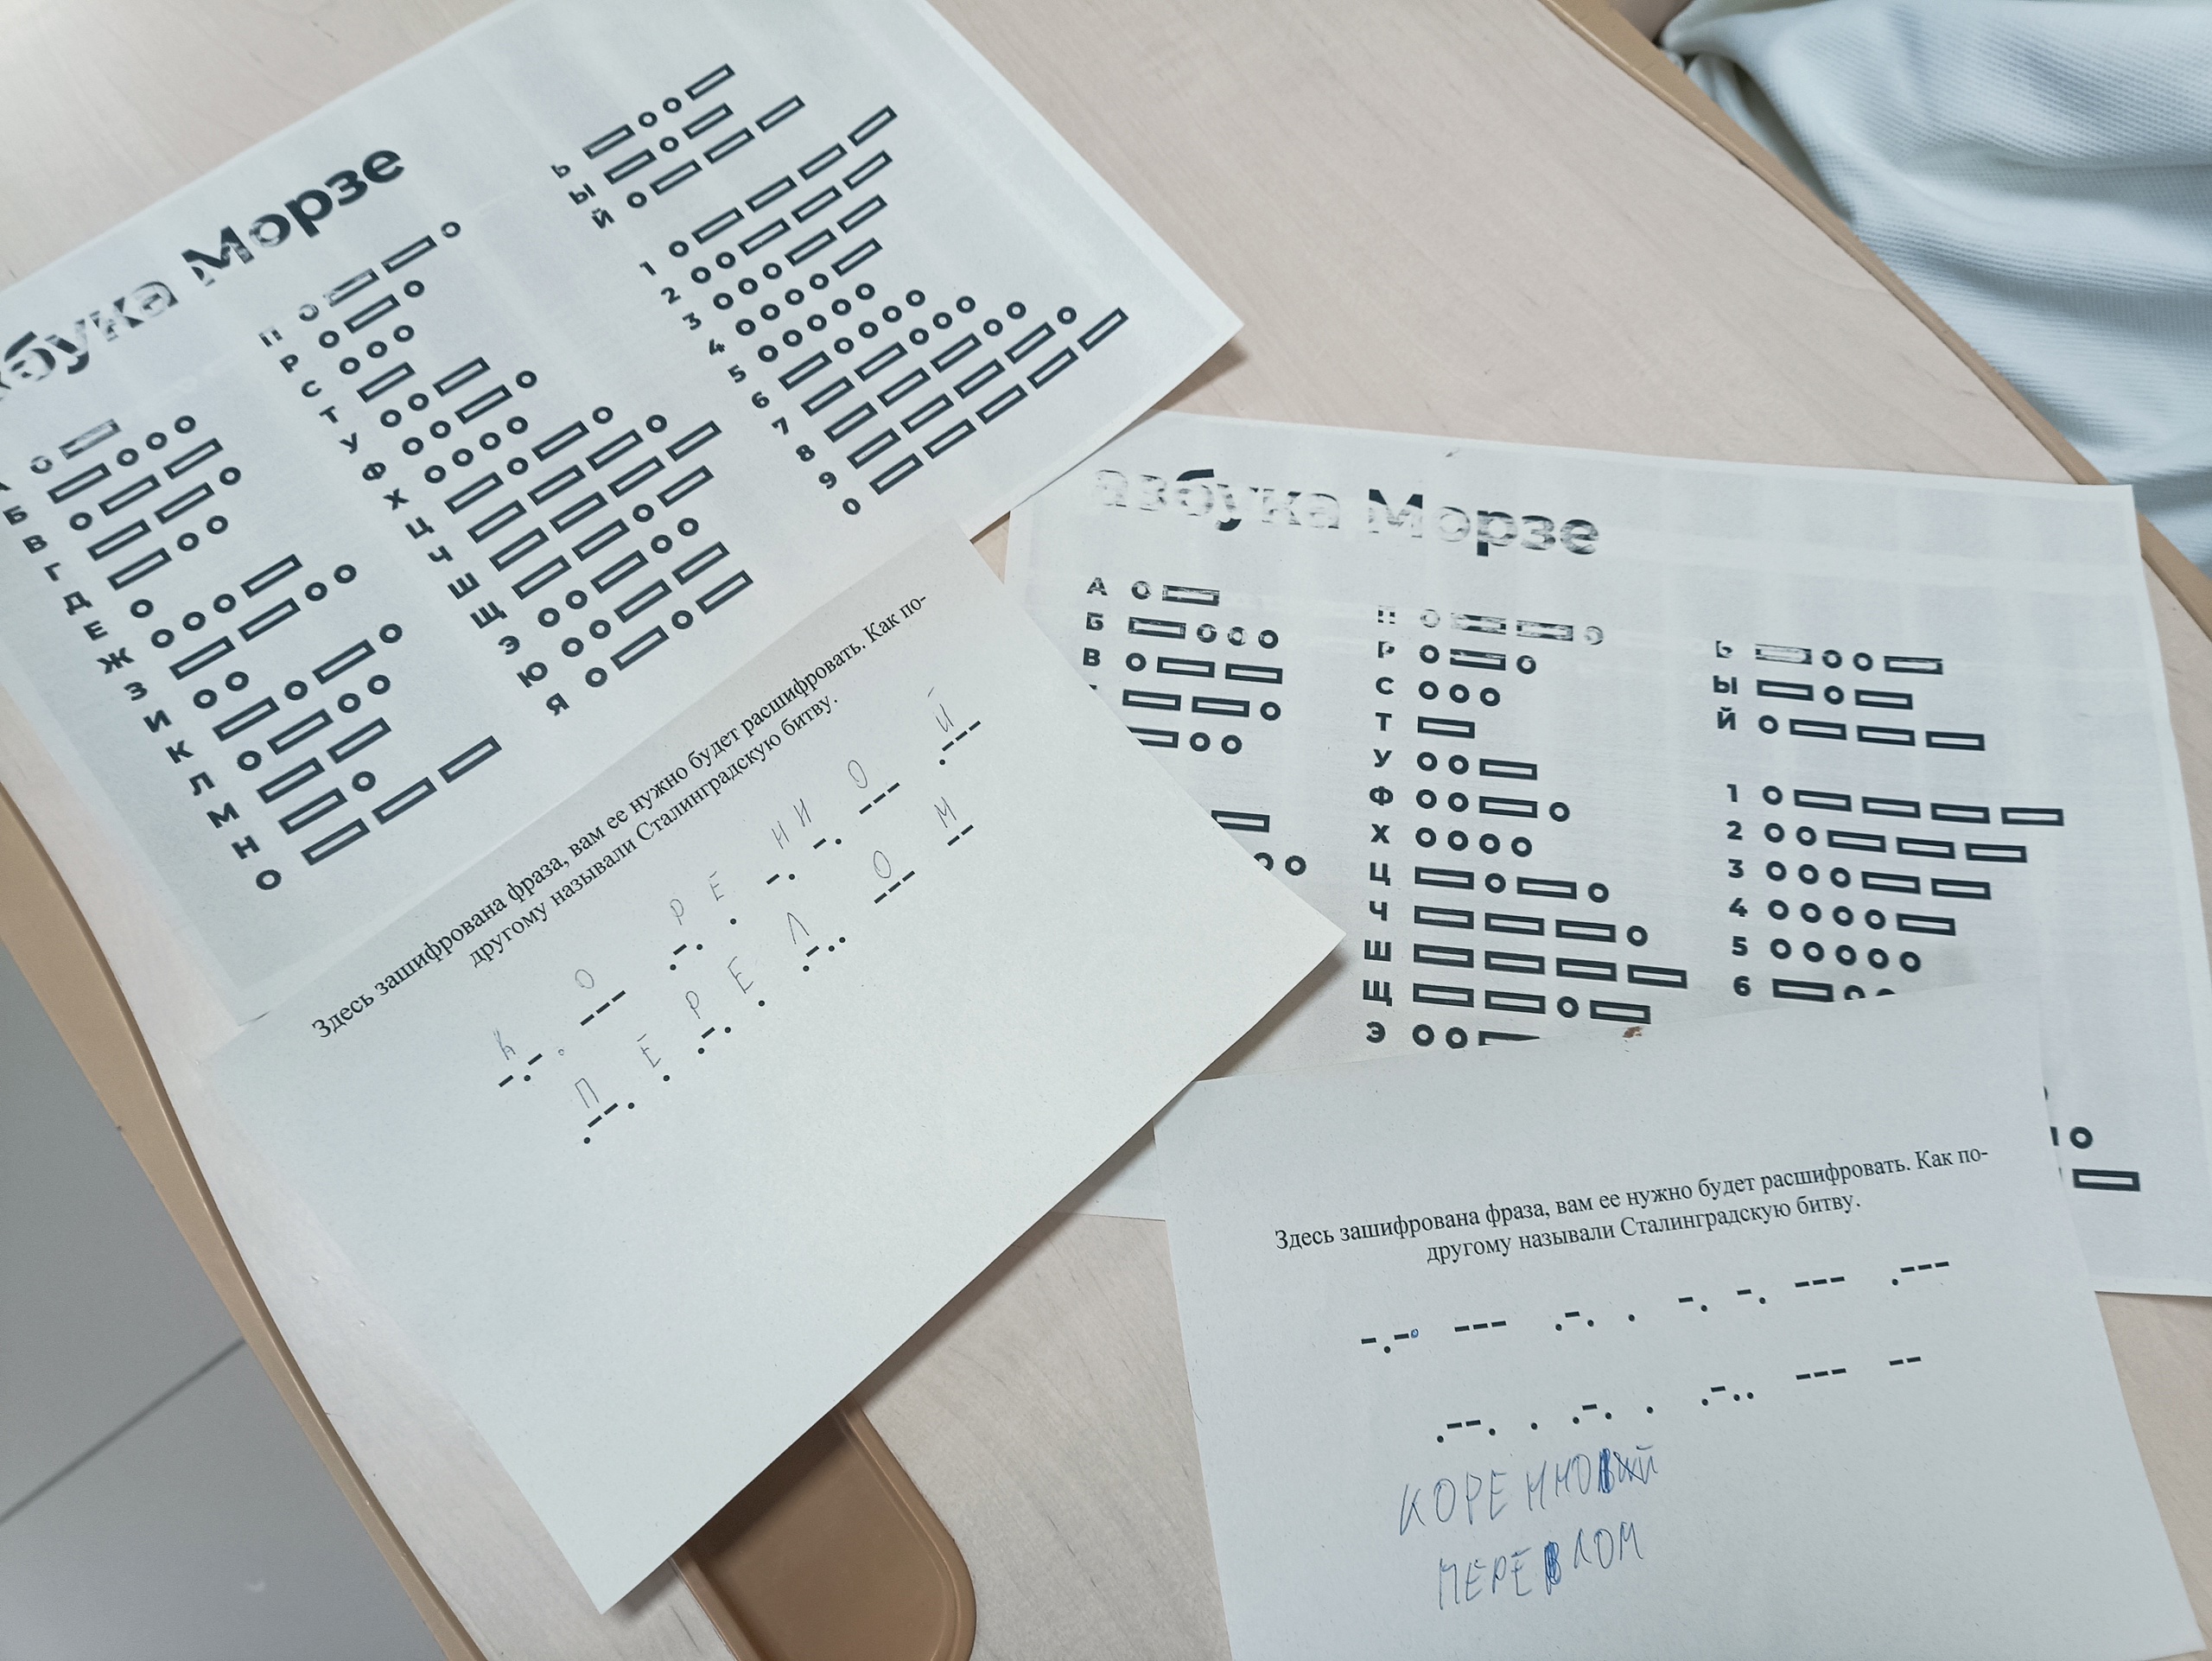 азбука Морзе
Ь
Ы
Й
П
Р
С
Т
У
Ф
Х
Ц
Ч
Ш
Щ
Э
Ю
Я
1
2
3
4
5
6
7
8
9
0
А
Б
В
Г
Д
Е
Ж
З
И
К
Л
М
Н
О
Здесь зашифрована фраза, вам ее нужно будет расшифровать. Как по-
другому называли Сталинградскую битву.
К О Р Е Н Н О Й
-.- --- .-. . -. -. --- .---
П Е Р Е Л О М
.--. . .-. . .-.. --- --
азбука Морзе
А
Б
В
П
Р
С
Т
У
Ф
Х
Ц
Ч
Ш
Щ
Э
Ь
Ы
Й
1
2
3
4
5
6
Здесь зашифрована фраза, вам ее нужно будет расшифровать. Как по-
другому называли Сталинградскую битву.
-.- --- .-. . -. -. --- .---
.--. . .-. . .-.. --- --
КОРЕННОЙ
ПЕРЕЛОМ